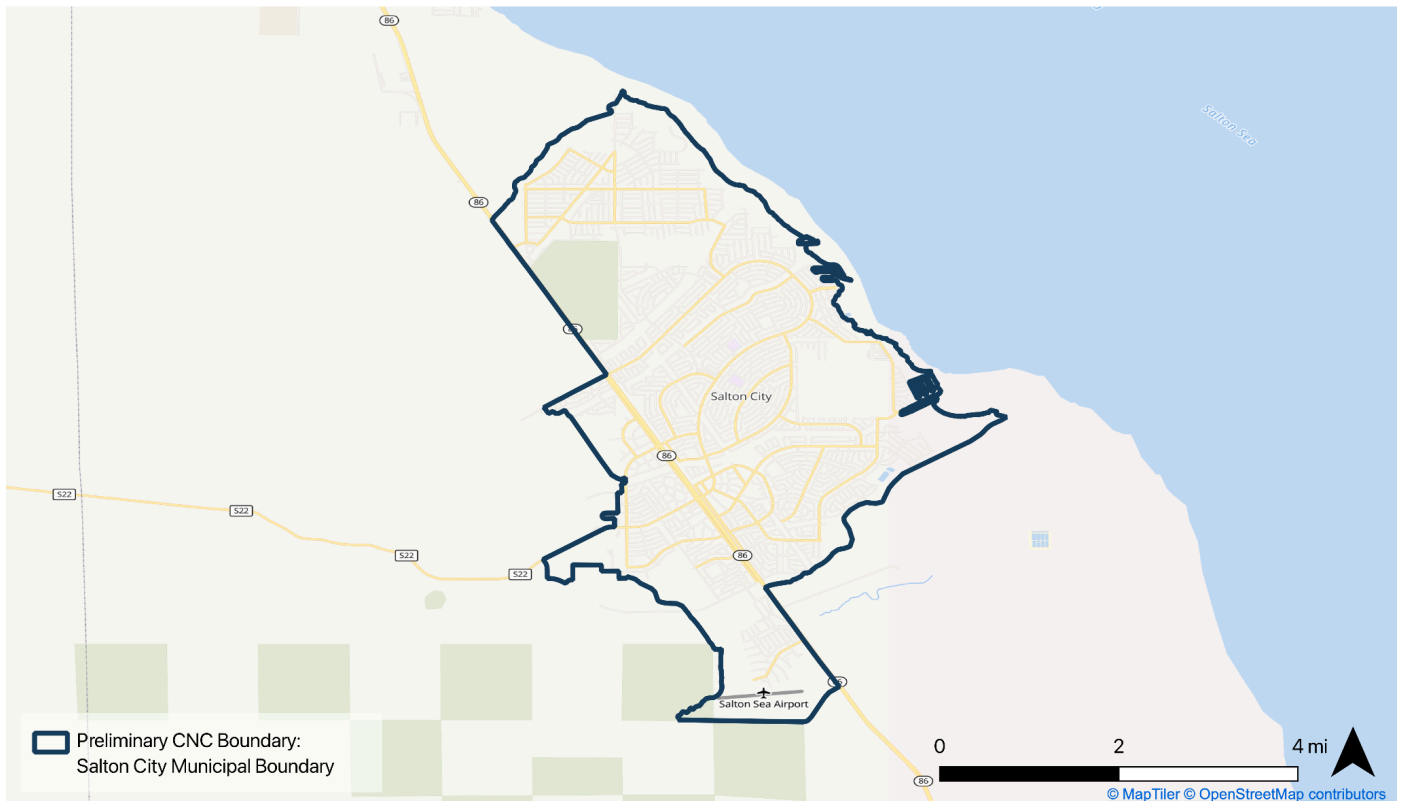 86
Salton Sea
86
Salton City
86
S22
S22
86
S22
S22
Salton Sea Airport
Preliminary CNC Boundary:
Salton City Municipal Boundary
0 2 4 mi
86
© MapTiler © OpenStreetMap contributors